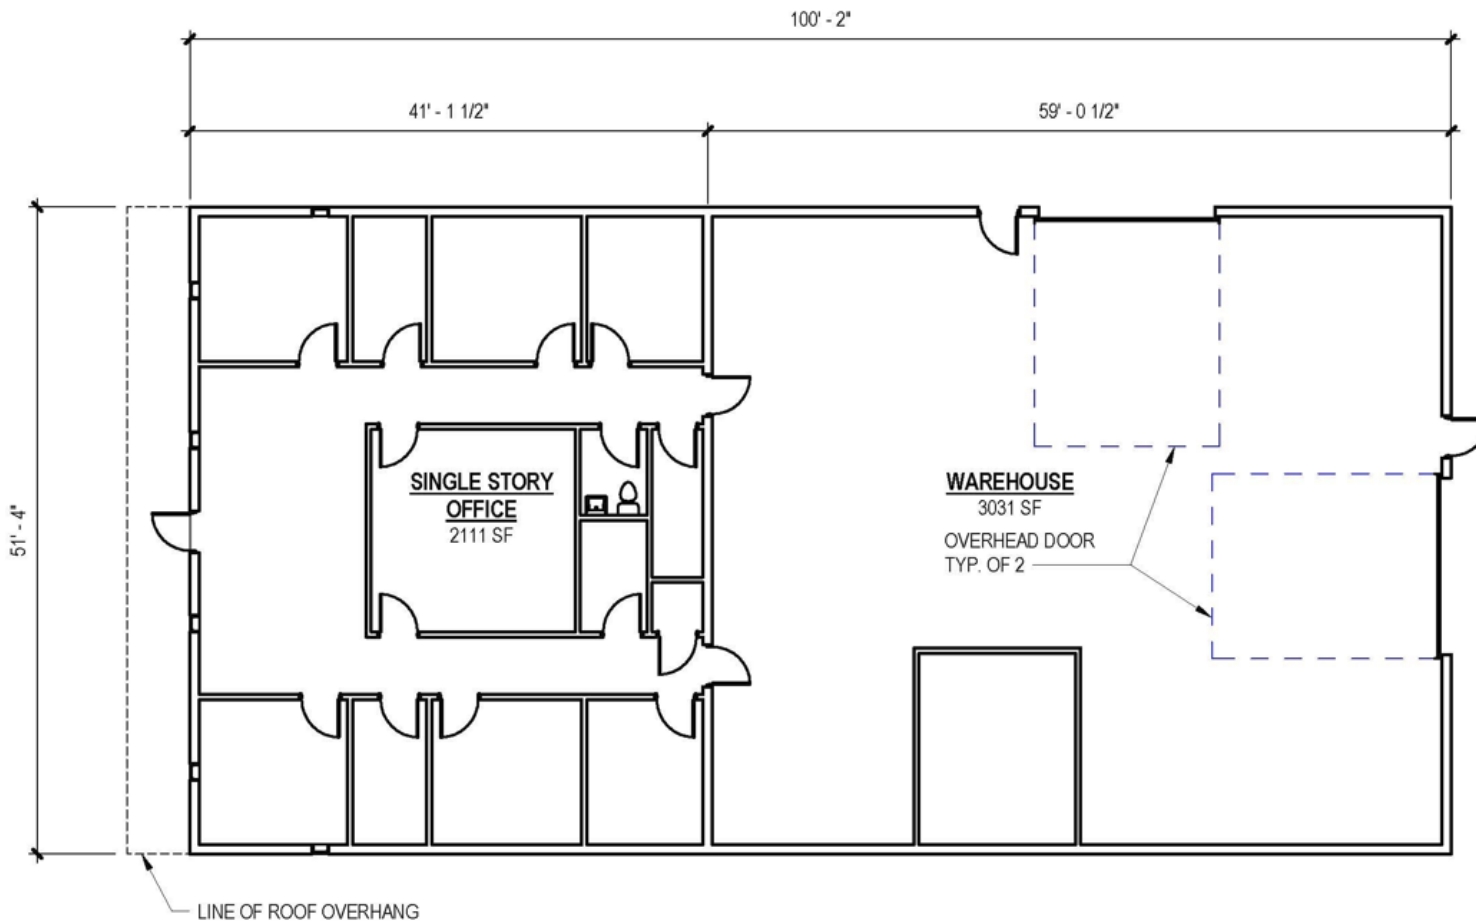 100' - 2"
41' - 1 1/2"
59' - 0 1/2"
51' - 4"
SINGLE STORY
OFFICE
2111 SF
WAREHOUSE
3031 SF
OVERHEAD DOOR
TYP. OF 2
LINE OF ROOF OVERHANG